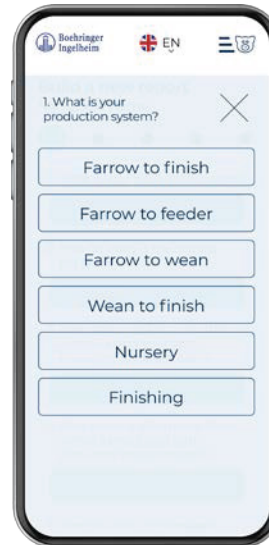 Boehringer
Ingelheim
EN
1. What is your
production system?
Farrow to finish
Farrow to feeder
Farrow to wean
Wean to finish
Nursery
Finishing